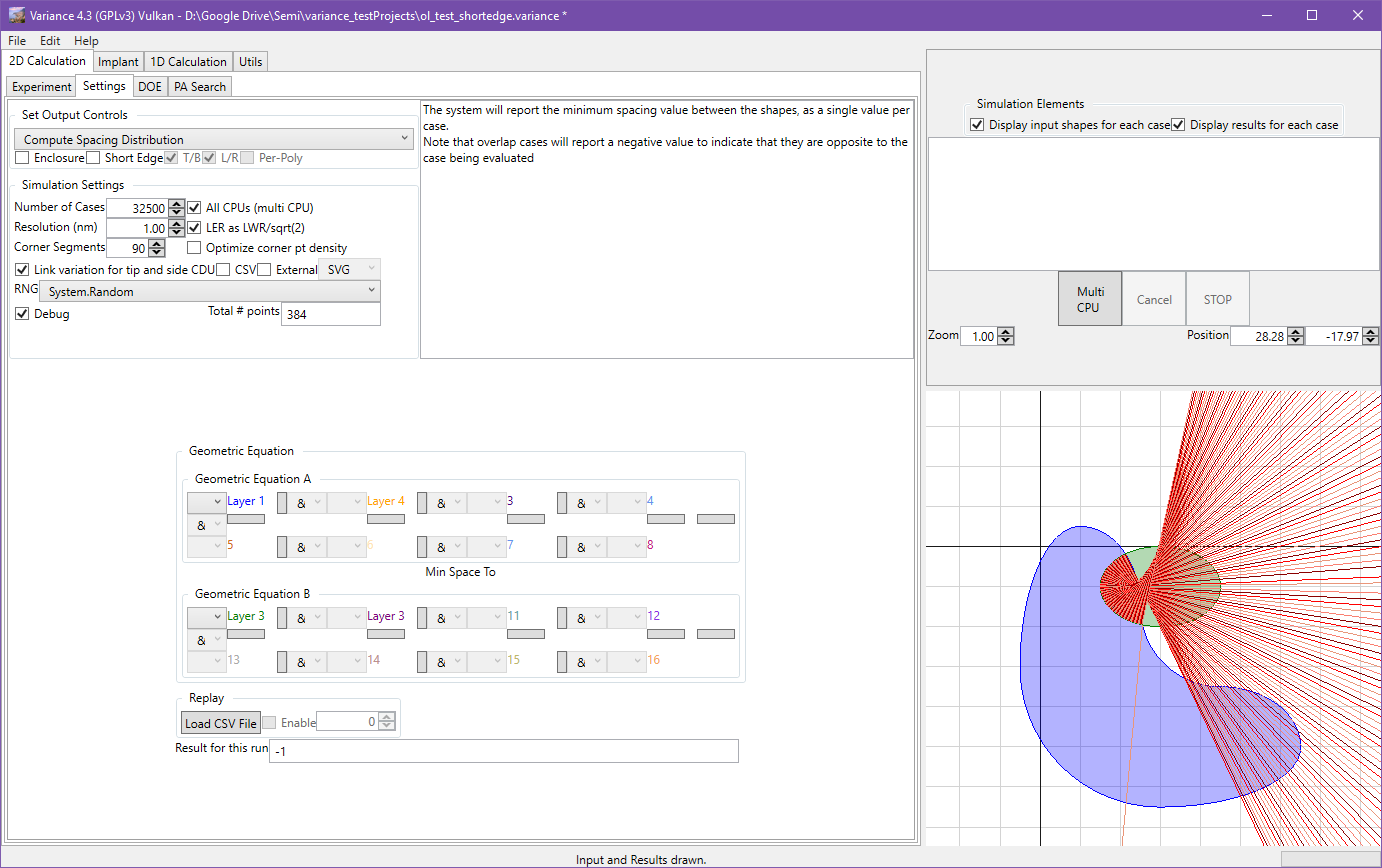 Variance 4.3 (GPLv3) Vulkan - D:\Google Drive\Semi\variance_testProjects\ol_test_shortedge.variance *
File Edit Help
2D Calculation Implant 1D Calculation Utils
Experiment Settings DOE PA Search
Set Output Controls
Compute Spacing Distribution
Enclosure Short Edge T/B L/R Per-Poly
The system will report the minimum spacing value between the shapes, as a single value per
case.
Note that overlap cases will report a negative value to indicate that they are opposite to the
case being evaluated
Simulation Settings
Number of Cases 32500 All CPUs (multi CPU)
Resolution (nm) 1.00 LER as LWR/sqrt(2)
Corner Segments 90 Optimize corner pt density
Link variation for tip and side CDU CSV External SVG
RNG System.Random
Debug Total # points 384
Geometric Equation
Geometric Equation A
Layer 1 & Layer 4 & 3 & 4
&
5 & 6 & 7 & 8
Min Space To
Geometric Equation B
Layer 3 & Layer 3 & 11 & 12
&
13 & 14 & 15 & 16
Replay
Load CSV File Enable 0
Result for this run -1
Simulation Elements
Display input shapes for each case Display results for each case
Multi
CPU
Cancel STOP
Zoom 1.00 Position 28.28 -17.97
Input and Results drawn.